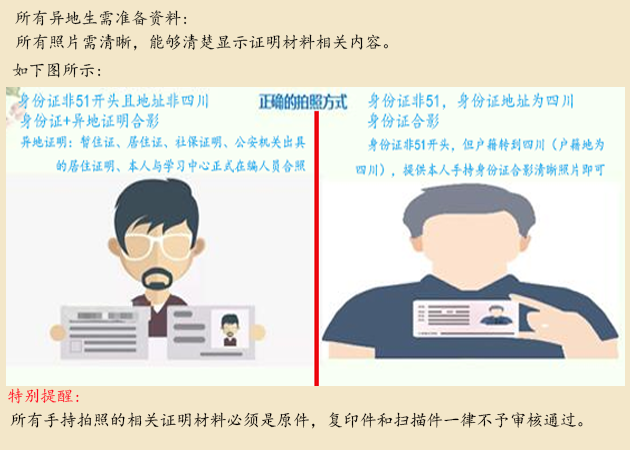 所有异地生需准备资料:
所有照片需清晰，能够清楚显示证明材料相关内容。
如下图所示:
正确的拍照方式
身份证非51开头且地址非四川
身份证+异地证明合影
异地证明: 暂住证、居住证、社保证明、公安机关出具
的居住证明、本人与学习中心正式在编人员合照
身份证非51，身份证地址为四川
身份证合影
身份证非51开头，但户籍转到四川（户籍地为
四川），提供本人手持身份证合影清晰照片即可
特别提醒:
所有手持拍照的相关证明材料必须是原件，复印件和扫描件一律不予审核通过。